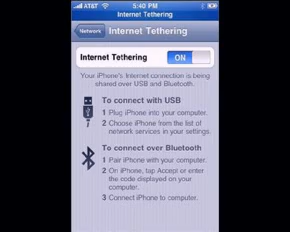 AT&T 5:40 PM
Internet Tethering
Network Internet Tethering
Internet Tethering ON
Your iPhone's Internet connection is being
shared over USB and Bluetooth.
To connect with USB
1 Plug iPhone into your computer.
2 Choose iPhone from the list of
network services in your settings.
To connect over Bluetooth
1 Pair iPhone with your computer.
2 On iPhone, tap Accept or enter
the code displayed on your
computer.
3 Connect iPhone to computer.